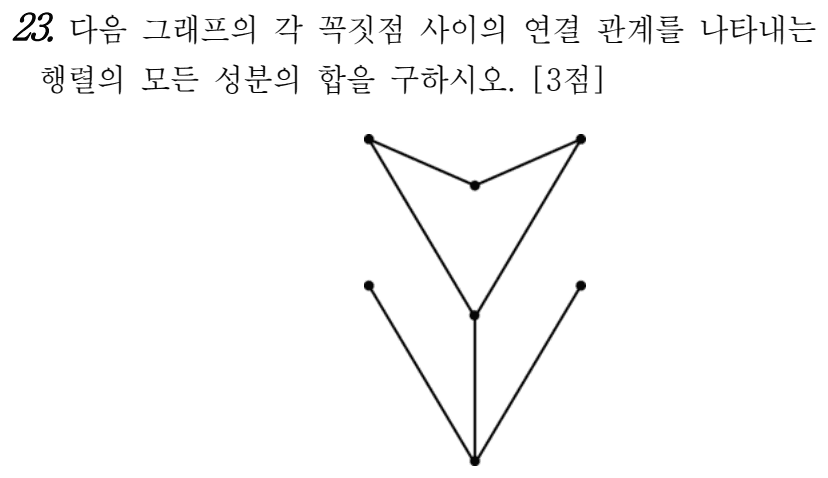 23. 다음 그래프의 각 꼭짓점 사이의 연결 관계를 나타내는
행렬의 모든 성분의 합을 구하시오. [3점]